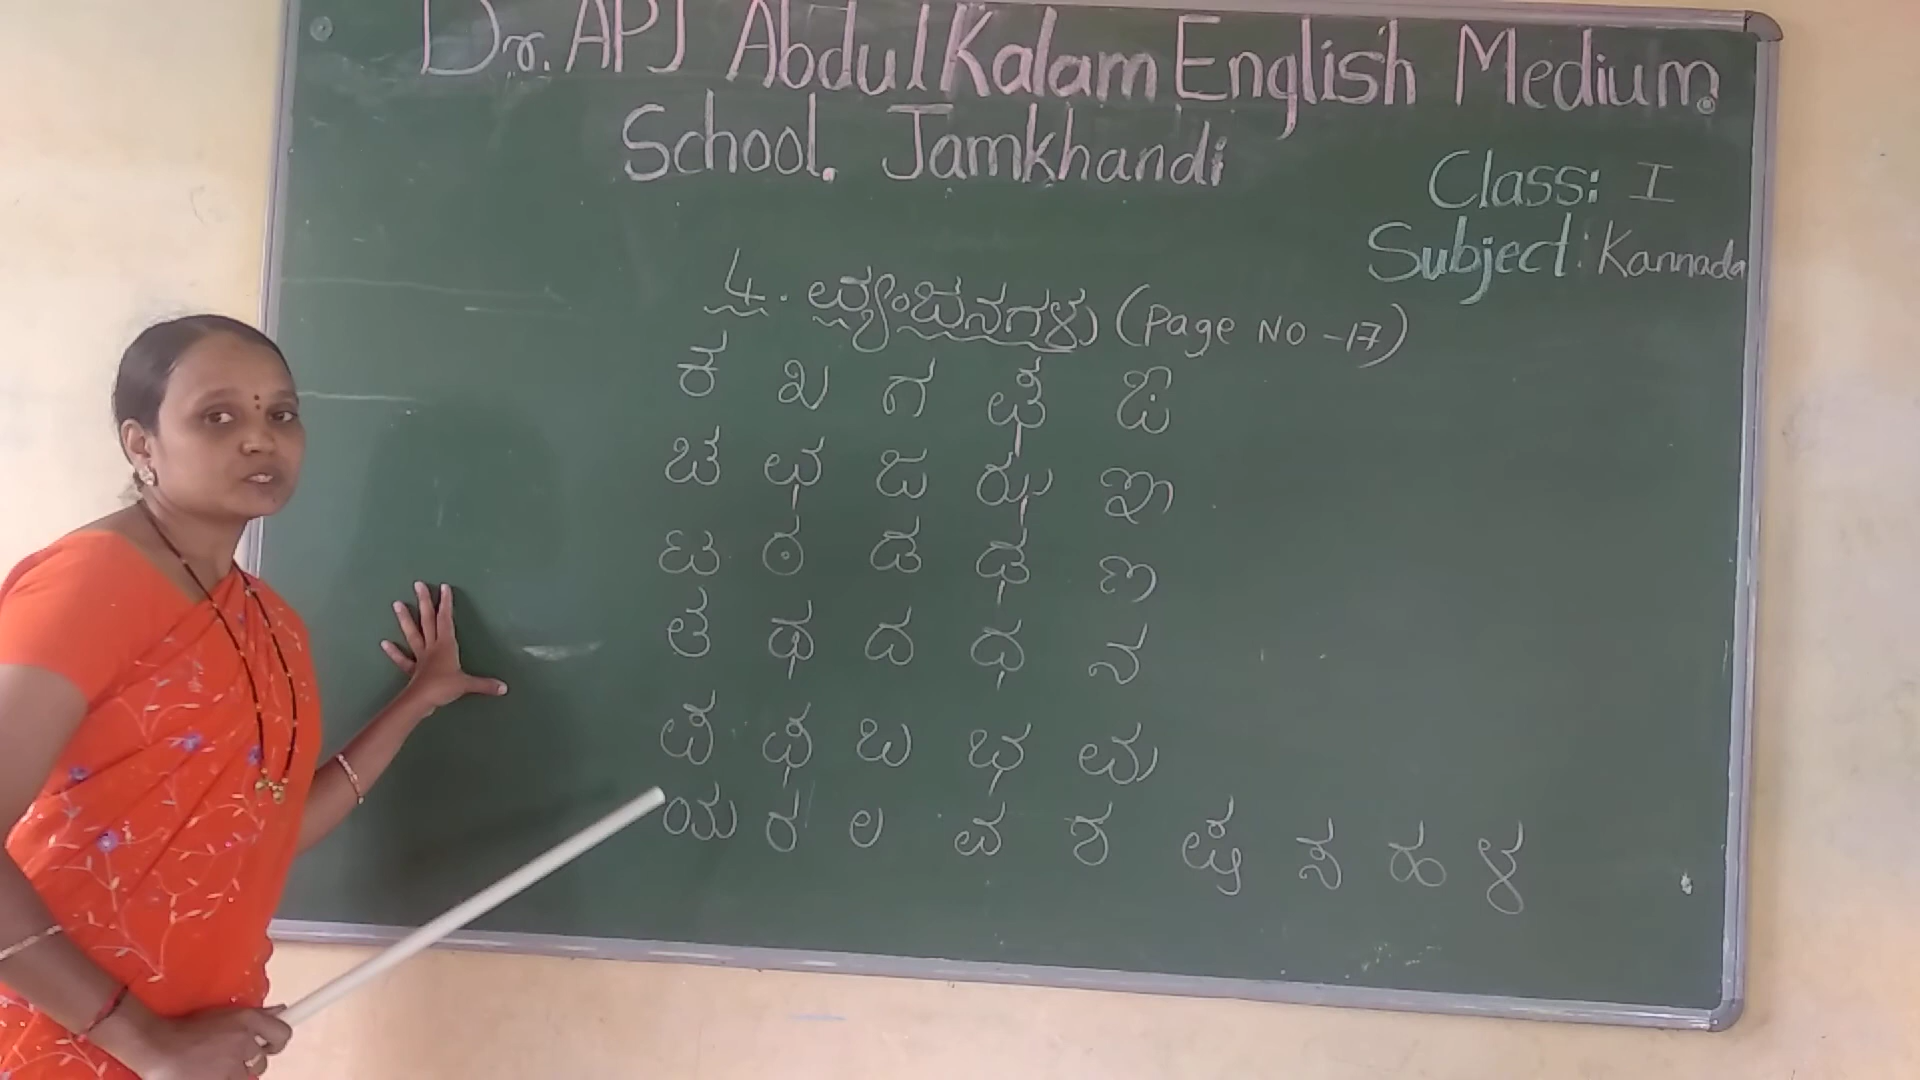 Dr. APJ Abdul Kalam English Medium
School. Jamkhandi
Class: I
Subject: Kannada
4. ವ್ಯಂಜನಗಳು (Page No -17)
ಕ ಖ ಗ ಘ ಙ
ಚ ಛ ಜ ಝ ಞ
ಟ ಠ ಡ ಢ ಣ
ತ ಥ ದ ಧ ನ
ಪ ಫ ಬ ಭ ಮ
ಯ ರ ಲ ವ ಶ ಷ ಸ ಹ ಳ